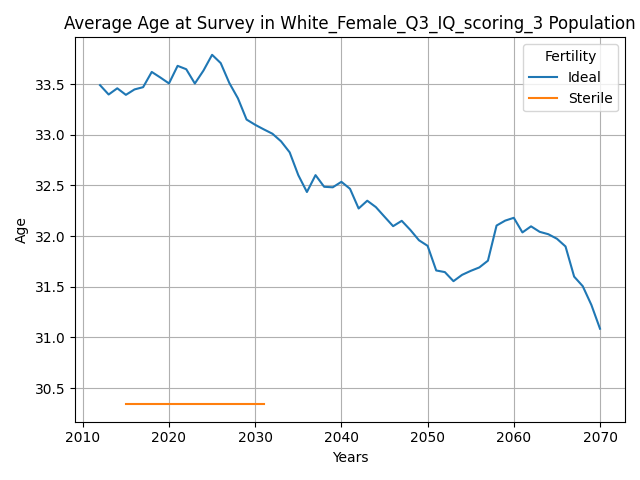 Average Age at Survey in White_Female_Q3_IQ_scoring_3 Population
Fertility
Ideal
Sterile
Age
33.5
33.0
32.5
32.0
31.5
31.0
30.5
2010 2020 2030 2040 2050 2060 2070
Years